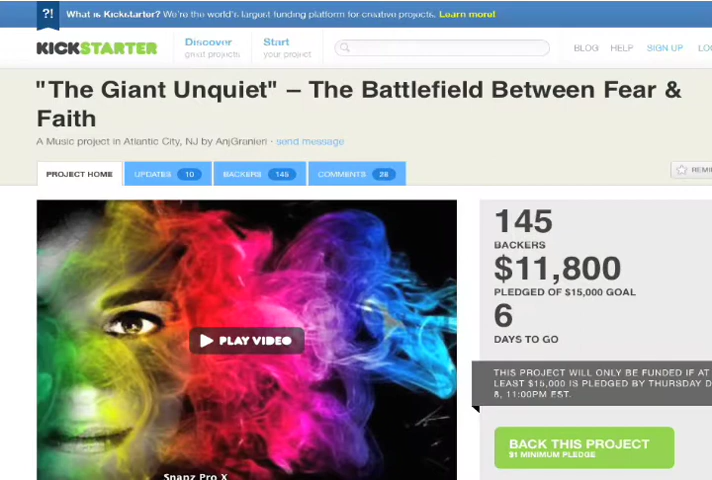 ?! What is Kickstarter? We're the world's largest funding platform for creative projects. Learn more!
KICKSTARTER Discover Start BLOG HELP SIGN UP
great projects your project
"The Giant Unquiet" – The Battlefield Between Fear &
Faith
A Music project in Atlantic City, NJ by AnjGranieri · send message
PROJECT HOME UPDATES 10 BACKERS 145 COMMENTS 28
145
BACKERS
$11,800
PLEDGED OF $15,000 GOAL
6
DAYS TO GO
PLAY VIDEO
THIS PROJECT WILL ONLY BE FUNDED IF AT
LEAST $15,000 IS PLEDGED BY THURSDAY D
8, 11:00PM EST.
BACK THIS PROJECT
$1 MINIMUM PLEDGE
Snapz Pro X